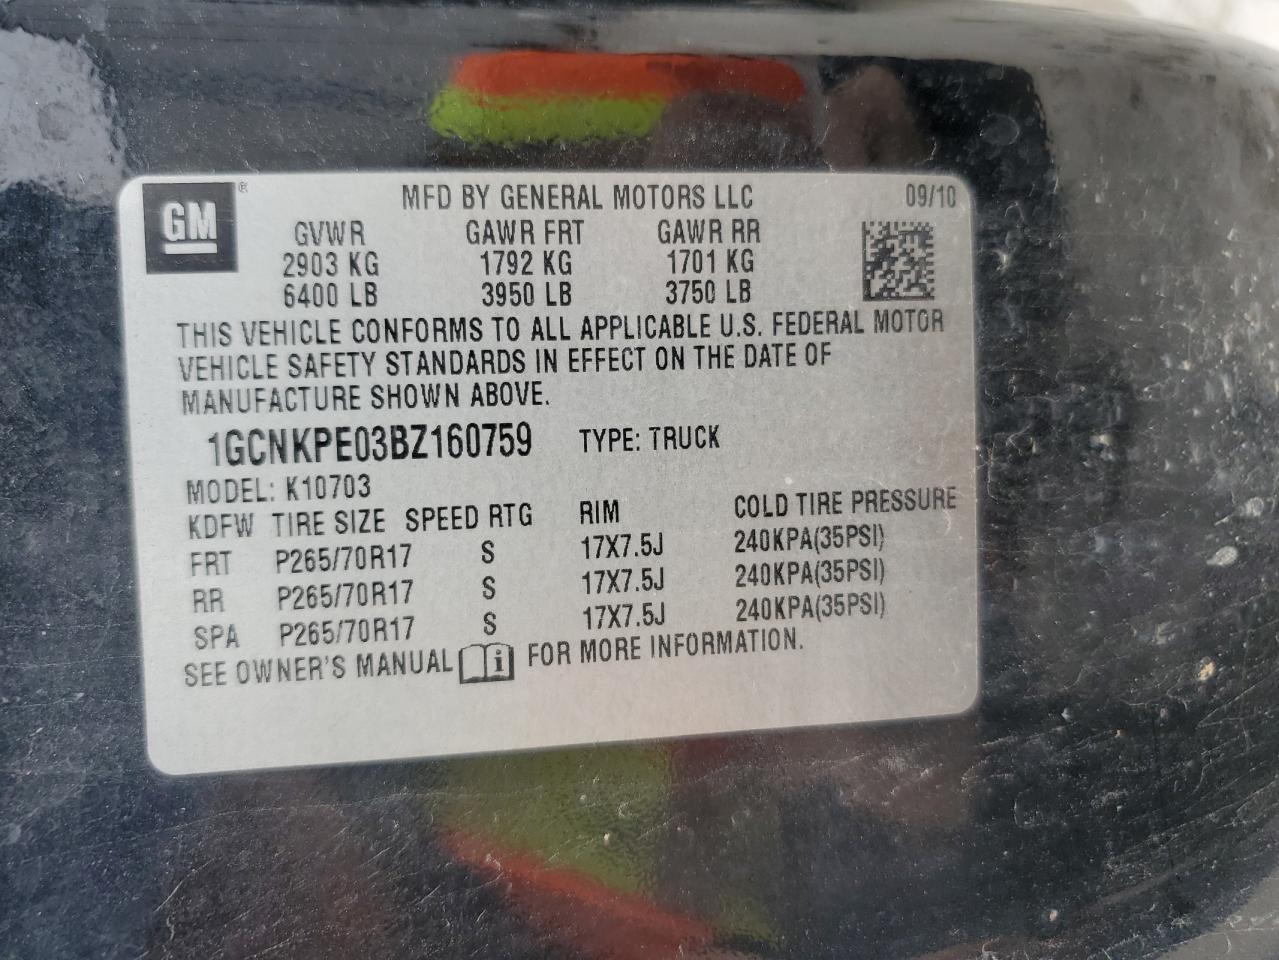 GM®
MFD BY GENERAL MOTORS LLC 09/10
GVWR GAWR FRT GAWR RR
2903 KG 1792 KG 1701 KG
6400 LB 3950 LB 3750 LB
THIS VEHICLE CONFORMS TO ALL APPLICABLE U.S. FEDERAL MOTOR
VEHICLE SAFETY STANDARDS IN EFFECT ON THE DATE OF
MANUFACTURE SHOWN ABOVE.
1GCNKPE03BZ160759 TYPE: TRUCK
MODEL: K10703
KDFW TIRE SIZE SPEED RTG RIM COLD TIRE PRESSURE
FRT P265/70R17 S 17X7.5J 240KPA(35PSI)
RR P265/70R17 S 17X7.5J 240KPA(35PSI)
SPA P265/70R17 S 17X7.5J 240KPA(35PSI)
SEE OWNER'S MANUAL i FOR MORE INFORMATION.